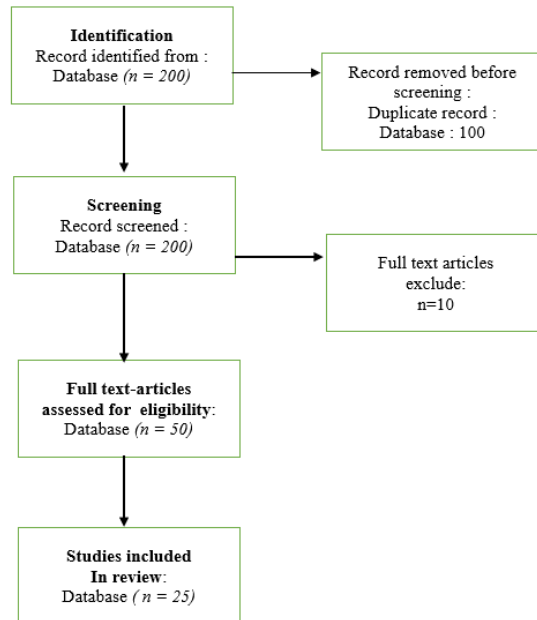 Identification
Record identified from :
Database (n = 200)
Record removed before
screening :
Duplicate record :
Database : 100
Screening
Record screened :
Database (n = 200)
Full text articles
exclude:
n=10
Full text-articles
assessed for eligibility:
Database (n = 50)
Studies included
In review:
Database ( n = 25)